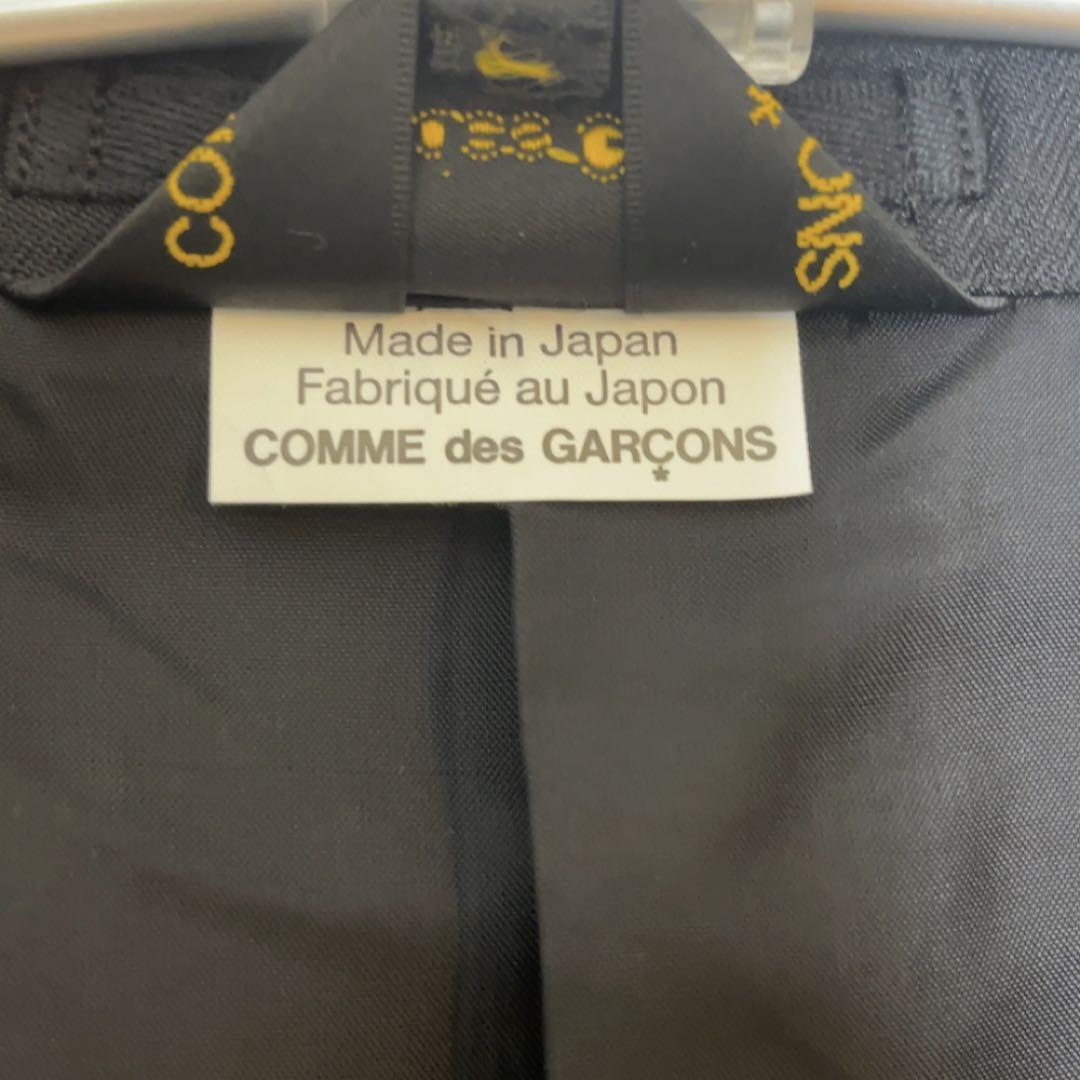 Made in Japan
Fabriqué au Japon
COMME des GARÇONS